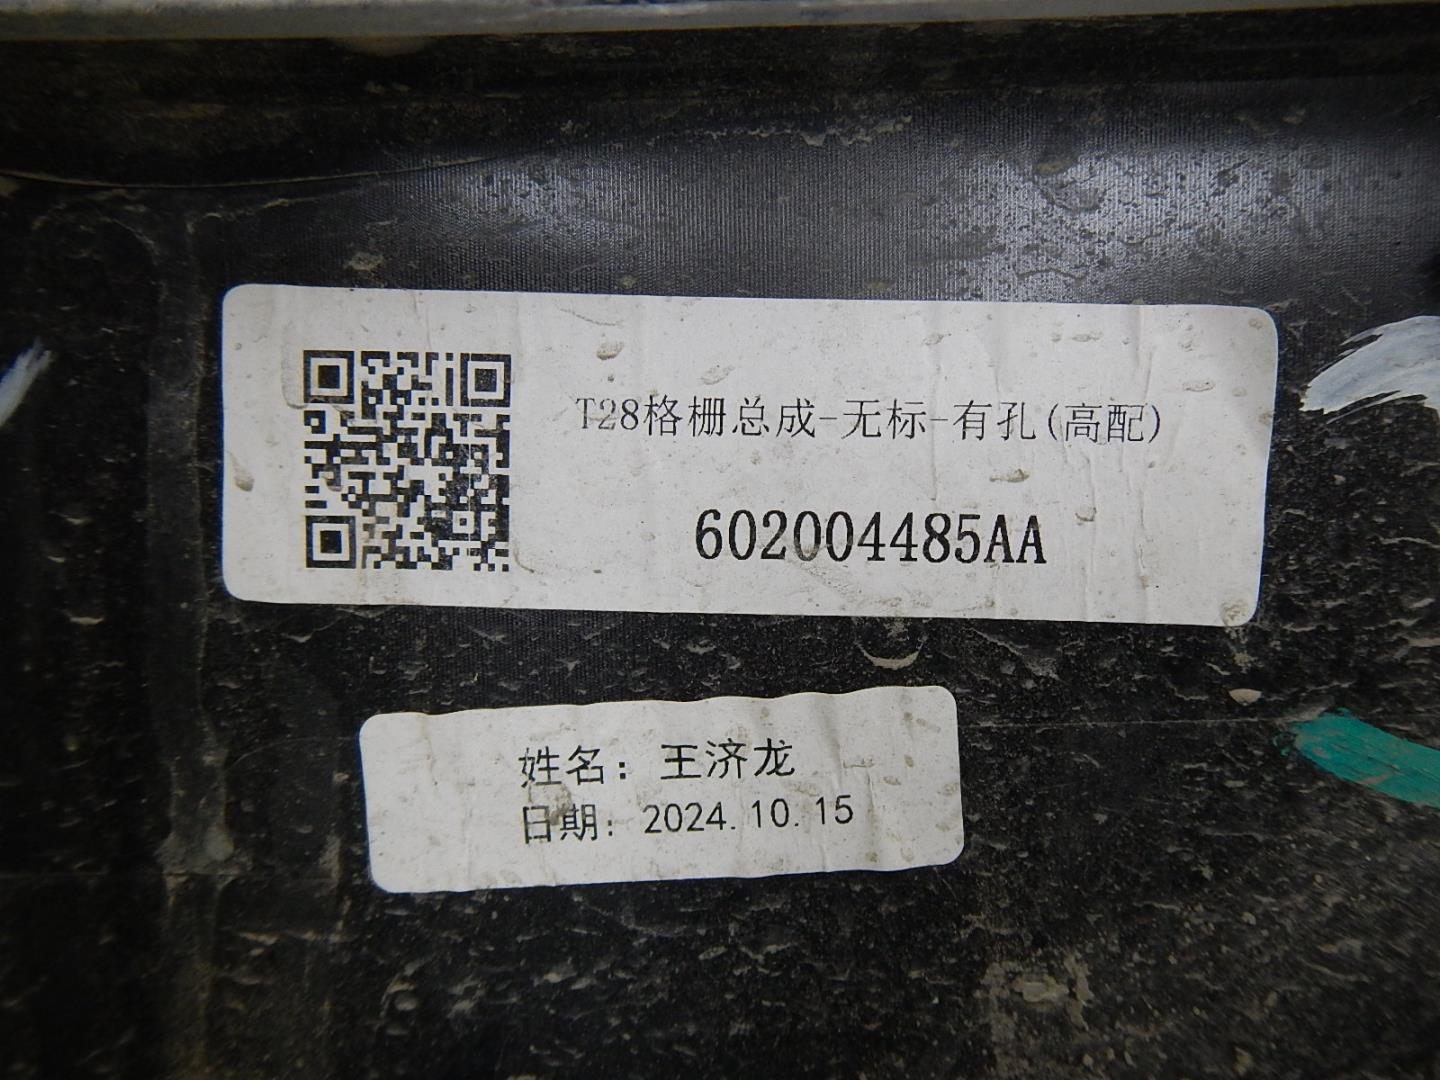 T28格栅总成-无标-有孔(高配)
602004485AA
姓名：王济龙
日期：2024.10.15